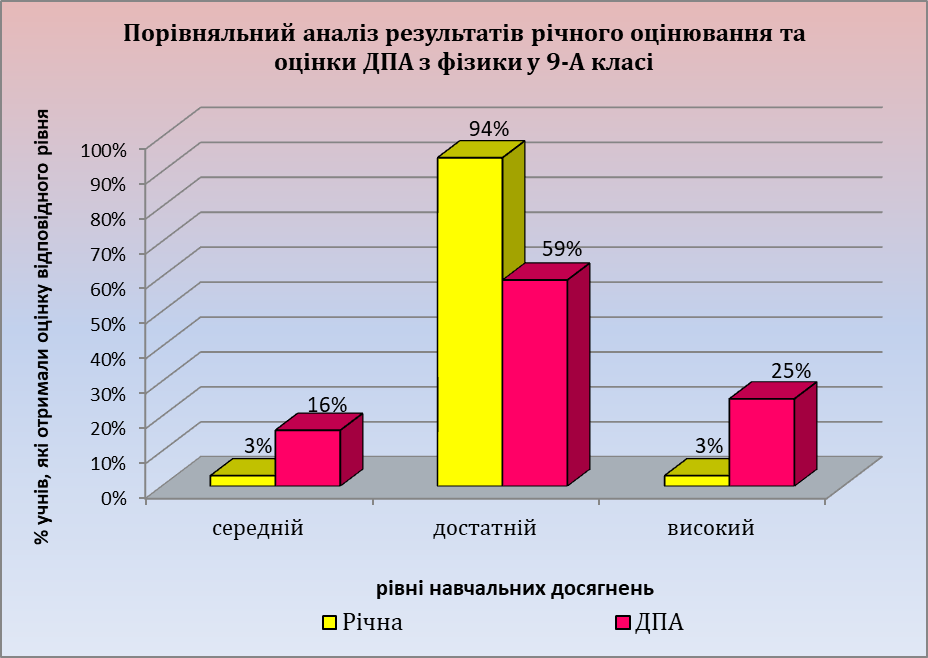 Порівняльний аналіз результатів річного оцінювання та
оцінки ДПА з фізики у 9-А класі
% учнів, які отримали оцінку відповідного рівня
100%
90%
80%
70%
60%
50%
40%
30%
20%
10%
0%
3%
16%
94%
59%
3%
25%
середній
достатній
високий
рівні навчальних досягнень
Річна
ДПА